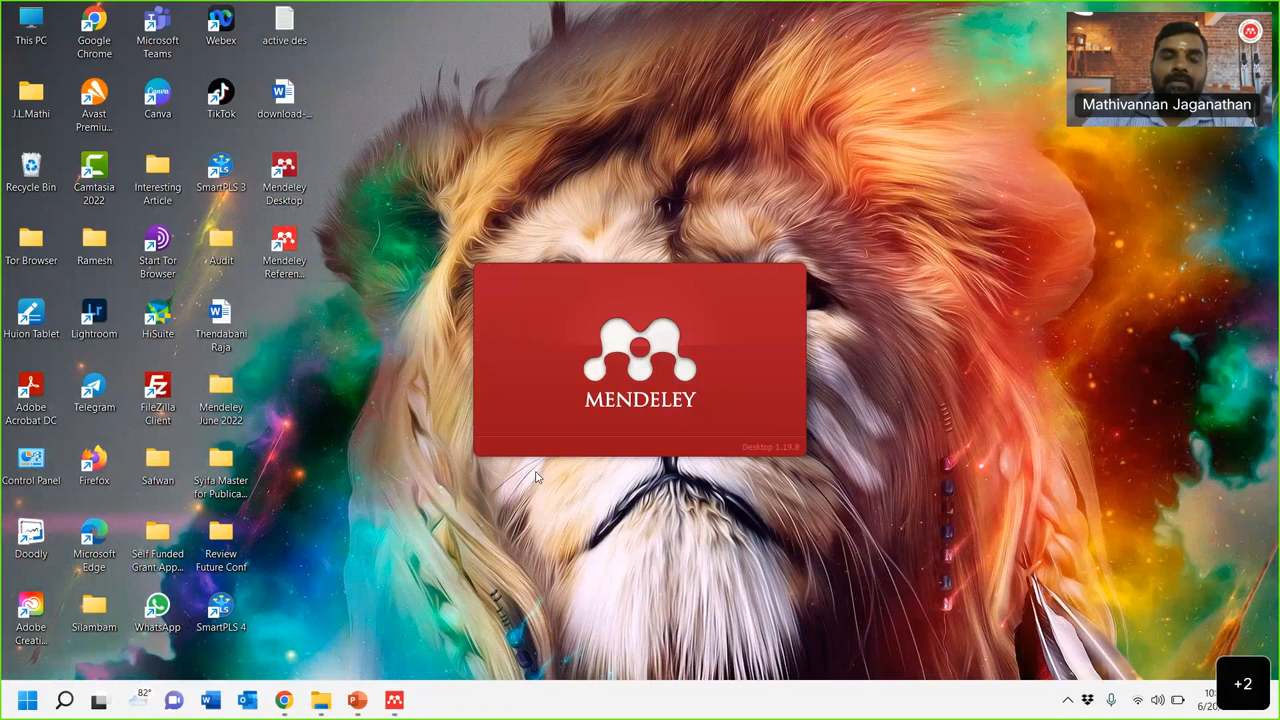 This PC
Google
Chrome
Microsoft
Teams
Webex
active des
J.L.Mathi
Avast
Premiu...
Canva
TikTok
download-...
Recycle Bin
Camtasia
2022
Interesting
Article
SmartPLS 3
Mendeley
Desktop
Tor Browser
Ramesh
Start Tor
Browser
Audit
Mendeley
Referen...
Huion Tablet
Lightroom
HiSuite
Thendabani
Raja
Adobe
Acrobat DC
Telegram
FileZilla
Client
Mendeley
June 2022
Control Panel
Firefox
Safwan
Syifa Master
for Publica...
Doodly
Microsoft
Edge
Self Funded
Grant App...
Review
Future Conf
Adobe
Creati...
Silambam
WhatsApp
SmartPLS 4
MENDELEY
Desktop 1.19.8
Mathivannan Jaganathan
82°
+2